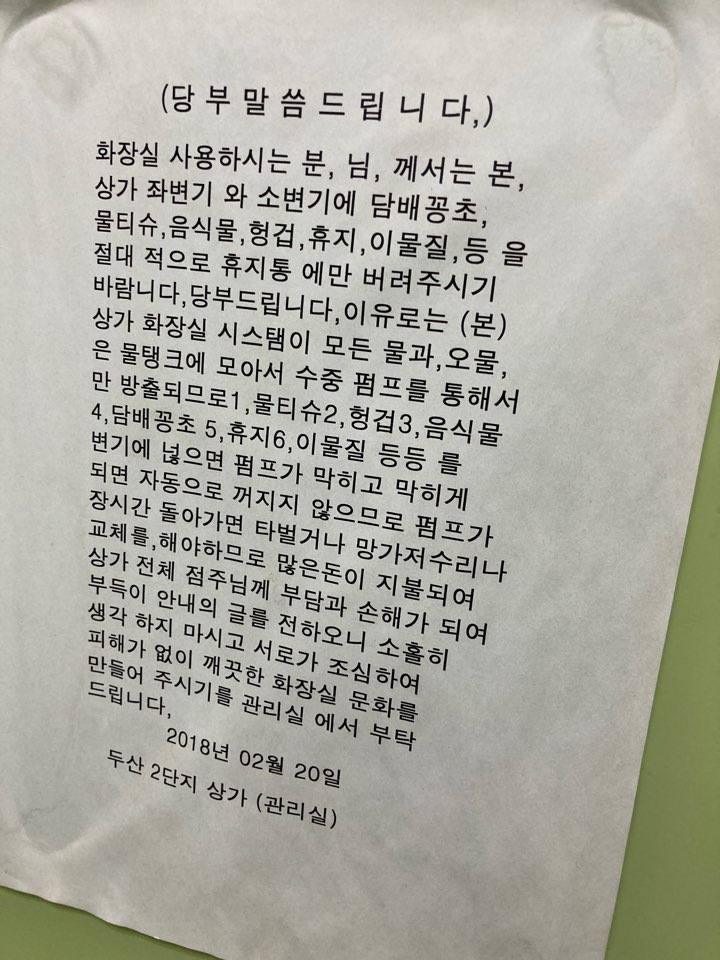 (당 부 말 씀 드 립 니 다,)
화장실 사용하시는 분, 님, 께서는 본,
상가 좌변기 와 소변기에 담배꽁초,
물티슈,음식물,헝겁,휴지,이물질,등 을
절대 적으로 휴지통 에만 버려주시기
바람니다,당부드립니다,이유로는 (본)
상가 화장실 시스탬이 모든 물과,오물,
은 물탱크에 모아서 수중 펌프를 통해서
만 방출되므로1,물티슈2,헝겁3,음식물
4,담배꽁초 5,휴지6,이물질 등등 를
변기에 넣으면 펌프가 막히고 막히게
되면 자동으로 꺼지지 않으므로 펌프가
장시간 돌아가면 타벌거나 망가저수리나
교체를,해야하므로 많은돈이 지불되여
상가 전체 점주님께 부담과 손해가 되여
부득이 안내의 글를 전하오니 소홀히
생각 하지 마시고 서로가 조심하여
피해가 없이 깨끗한 화장실 문화를
만들어 주시기를 관리실 에서 부탁
드립니다,
2018년 02월 20일
두산 2단지 상가 (관리실)